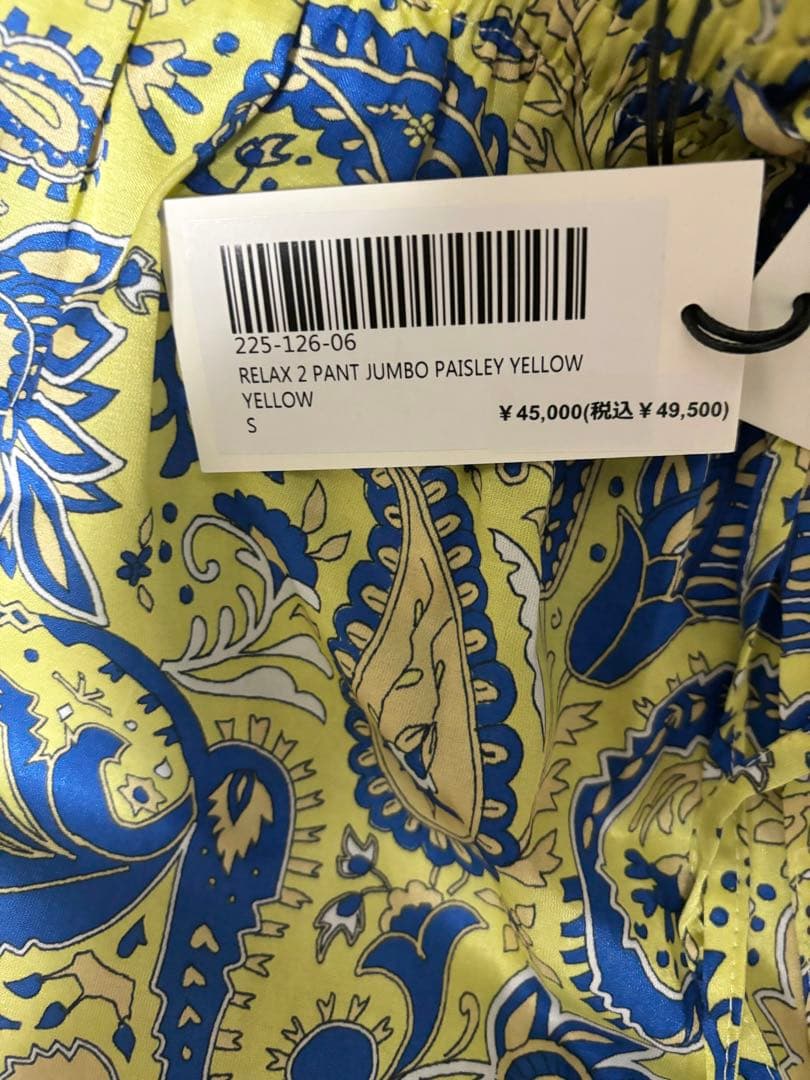 225-126-06
RELAX 2 PANT JUMBO PAISLEY YELLOW
YELLOW
S
￥45,000(税込￥49,500)